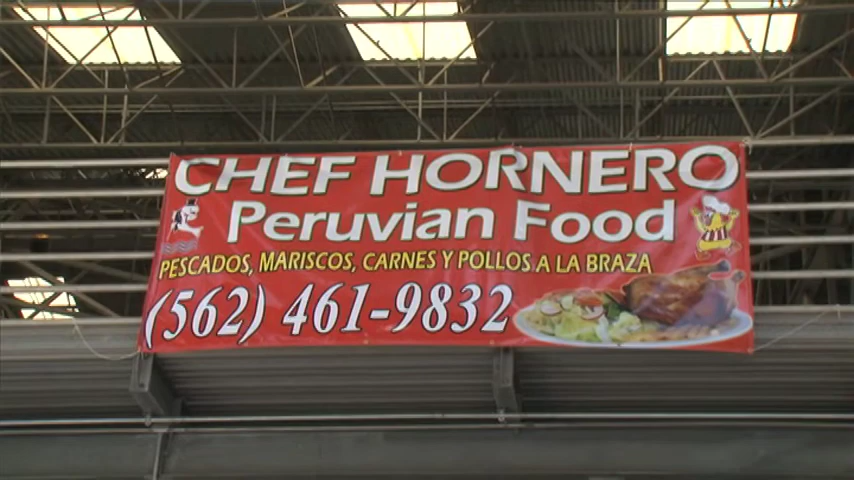 CHEF HORNERO
Peruvian Food
PESCADOS, MARISCOS, CARNES Y POLLOS A LA BRAZA
(562) 461-9832